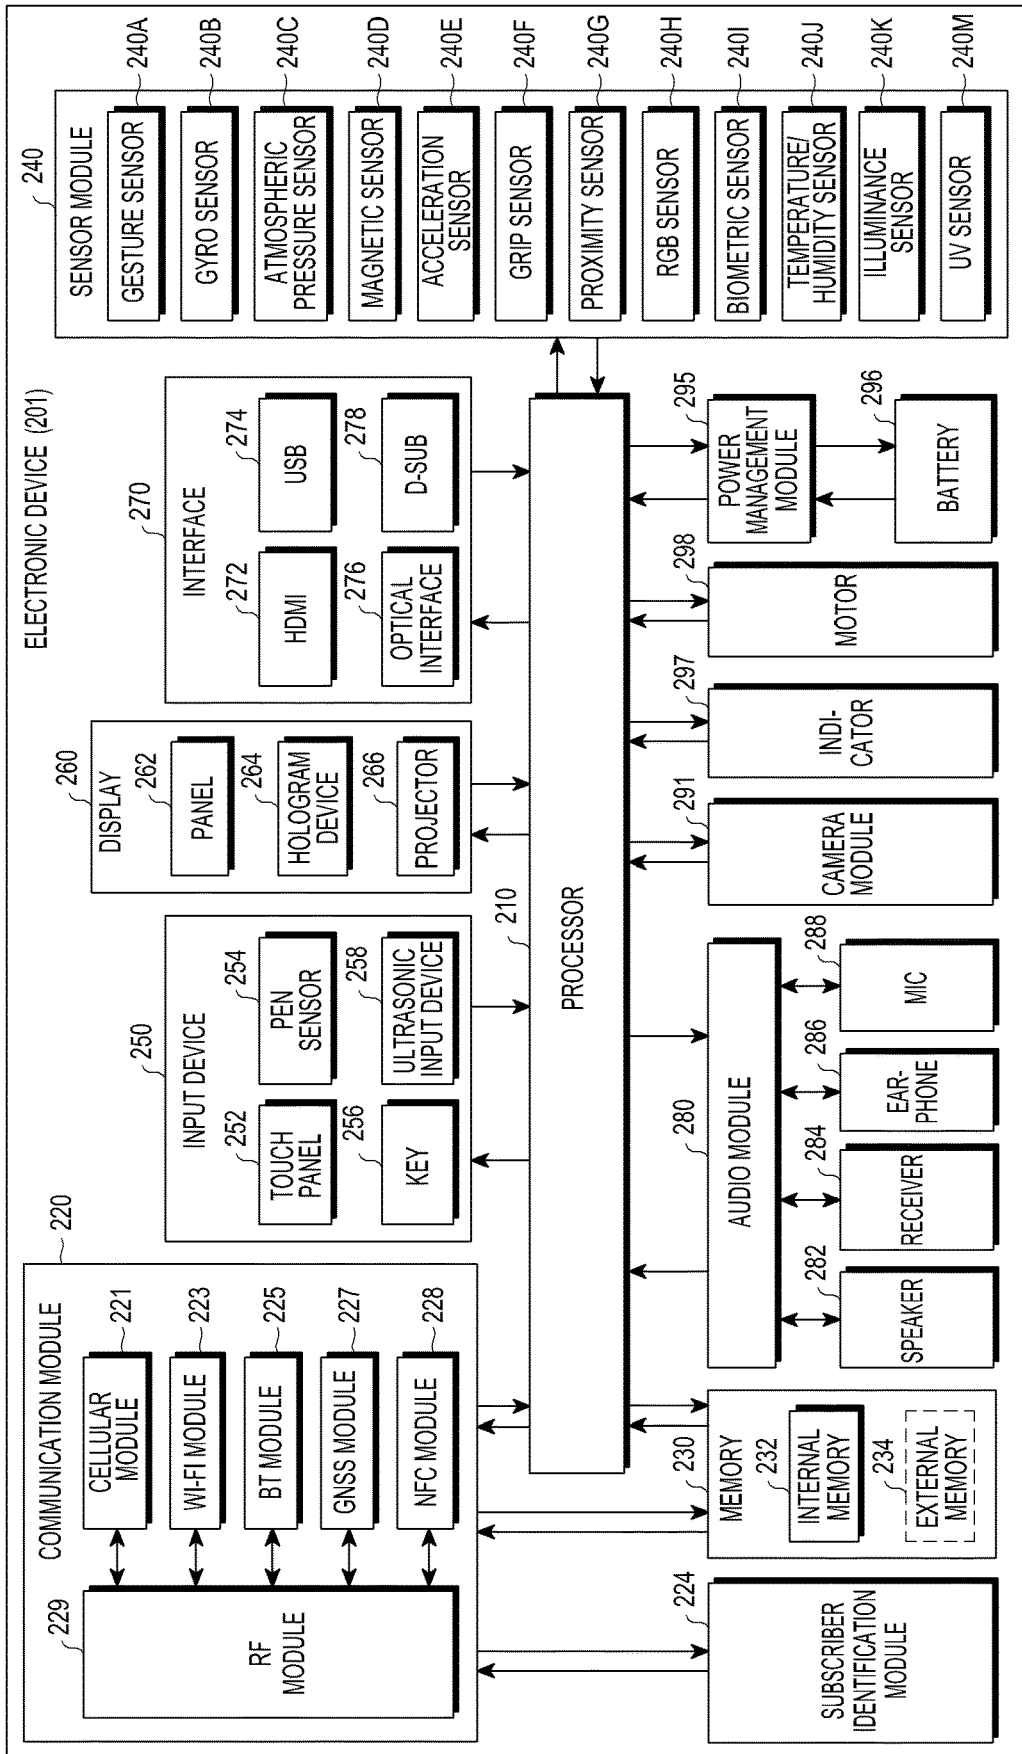 ELECTRONIC DEVICE (201)
220
COMMUNICATION MODULE
229
RF
MODULE
CELLULAR
MODULE
221
WI-FI MODULE
223
BT MODULE
225
GNSS MODULE
227
NFC MODULE
228
250
INPUT DEVICE
252
TOUCH
PANEL
254
PEN
SENSOR
256
KEY
258
ULTRASONIC
INPUT DEVICE
260
DISPLAY
262
PANEL
264
HOLOGRAM
DEVICE
266
PROJECTOR
270
INTERFACE
272
HDMI
274
USB
276
OPTICAL
INTERFACE
278
D-SUB
240
SENSOR MODULE
GESTURE SENSOR
240A
GYRO SENSOR
240B
ATMOSPHERIC
PRESSURE SENSOR
240C
MAGNETIC SENSOR
240D
ACCELERATION
SENSOR
240E
GRIP SENSOR
240F
PROXIMITY SENSOR
240G
RGB SENSOR
240H
BIOMETRIC SENSOR
240I
TEMPERATURE/
HUMIDITY SENSOR
240J
ILLUMINANCE
SENSOR
240K
UV SENSOR
240M
210
PROCESSOR
224
SUBSCRIBER
IDENTIFICATION
MODULE
230
MEMORY
232
INTERNAL
MEMORY
234
EXTERNAL
MEMORY
280
AUDIO MODULE
282
SPEAKER
284
RECEIVER
286
EAR-
PHONE
288
MIC
291
CAMERA
MODULE
297
INDI-
CATOR
298
MOTOR
295
POWER
MANAGEMENT
MODULE
296
BATTERY